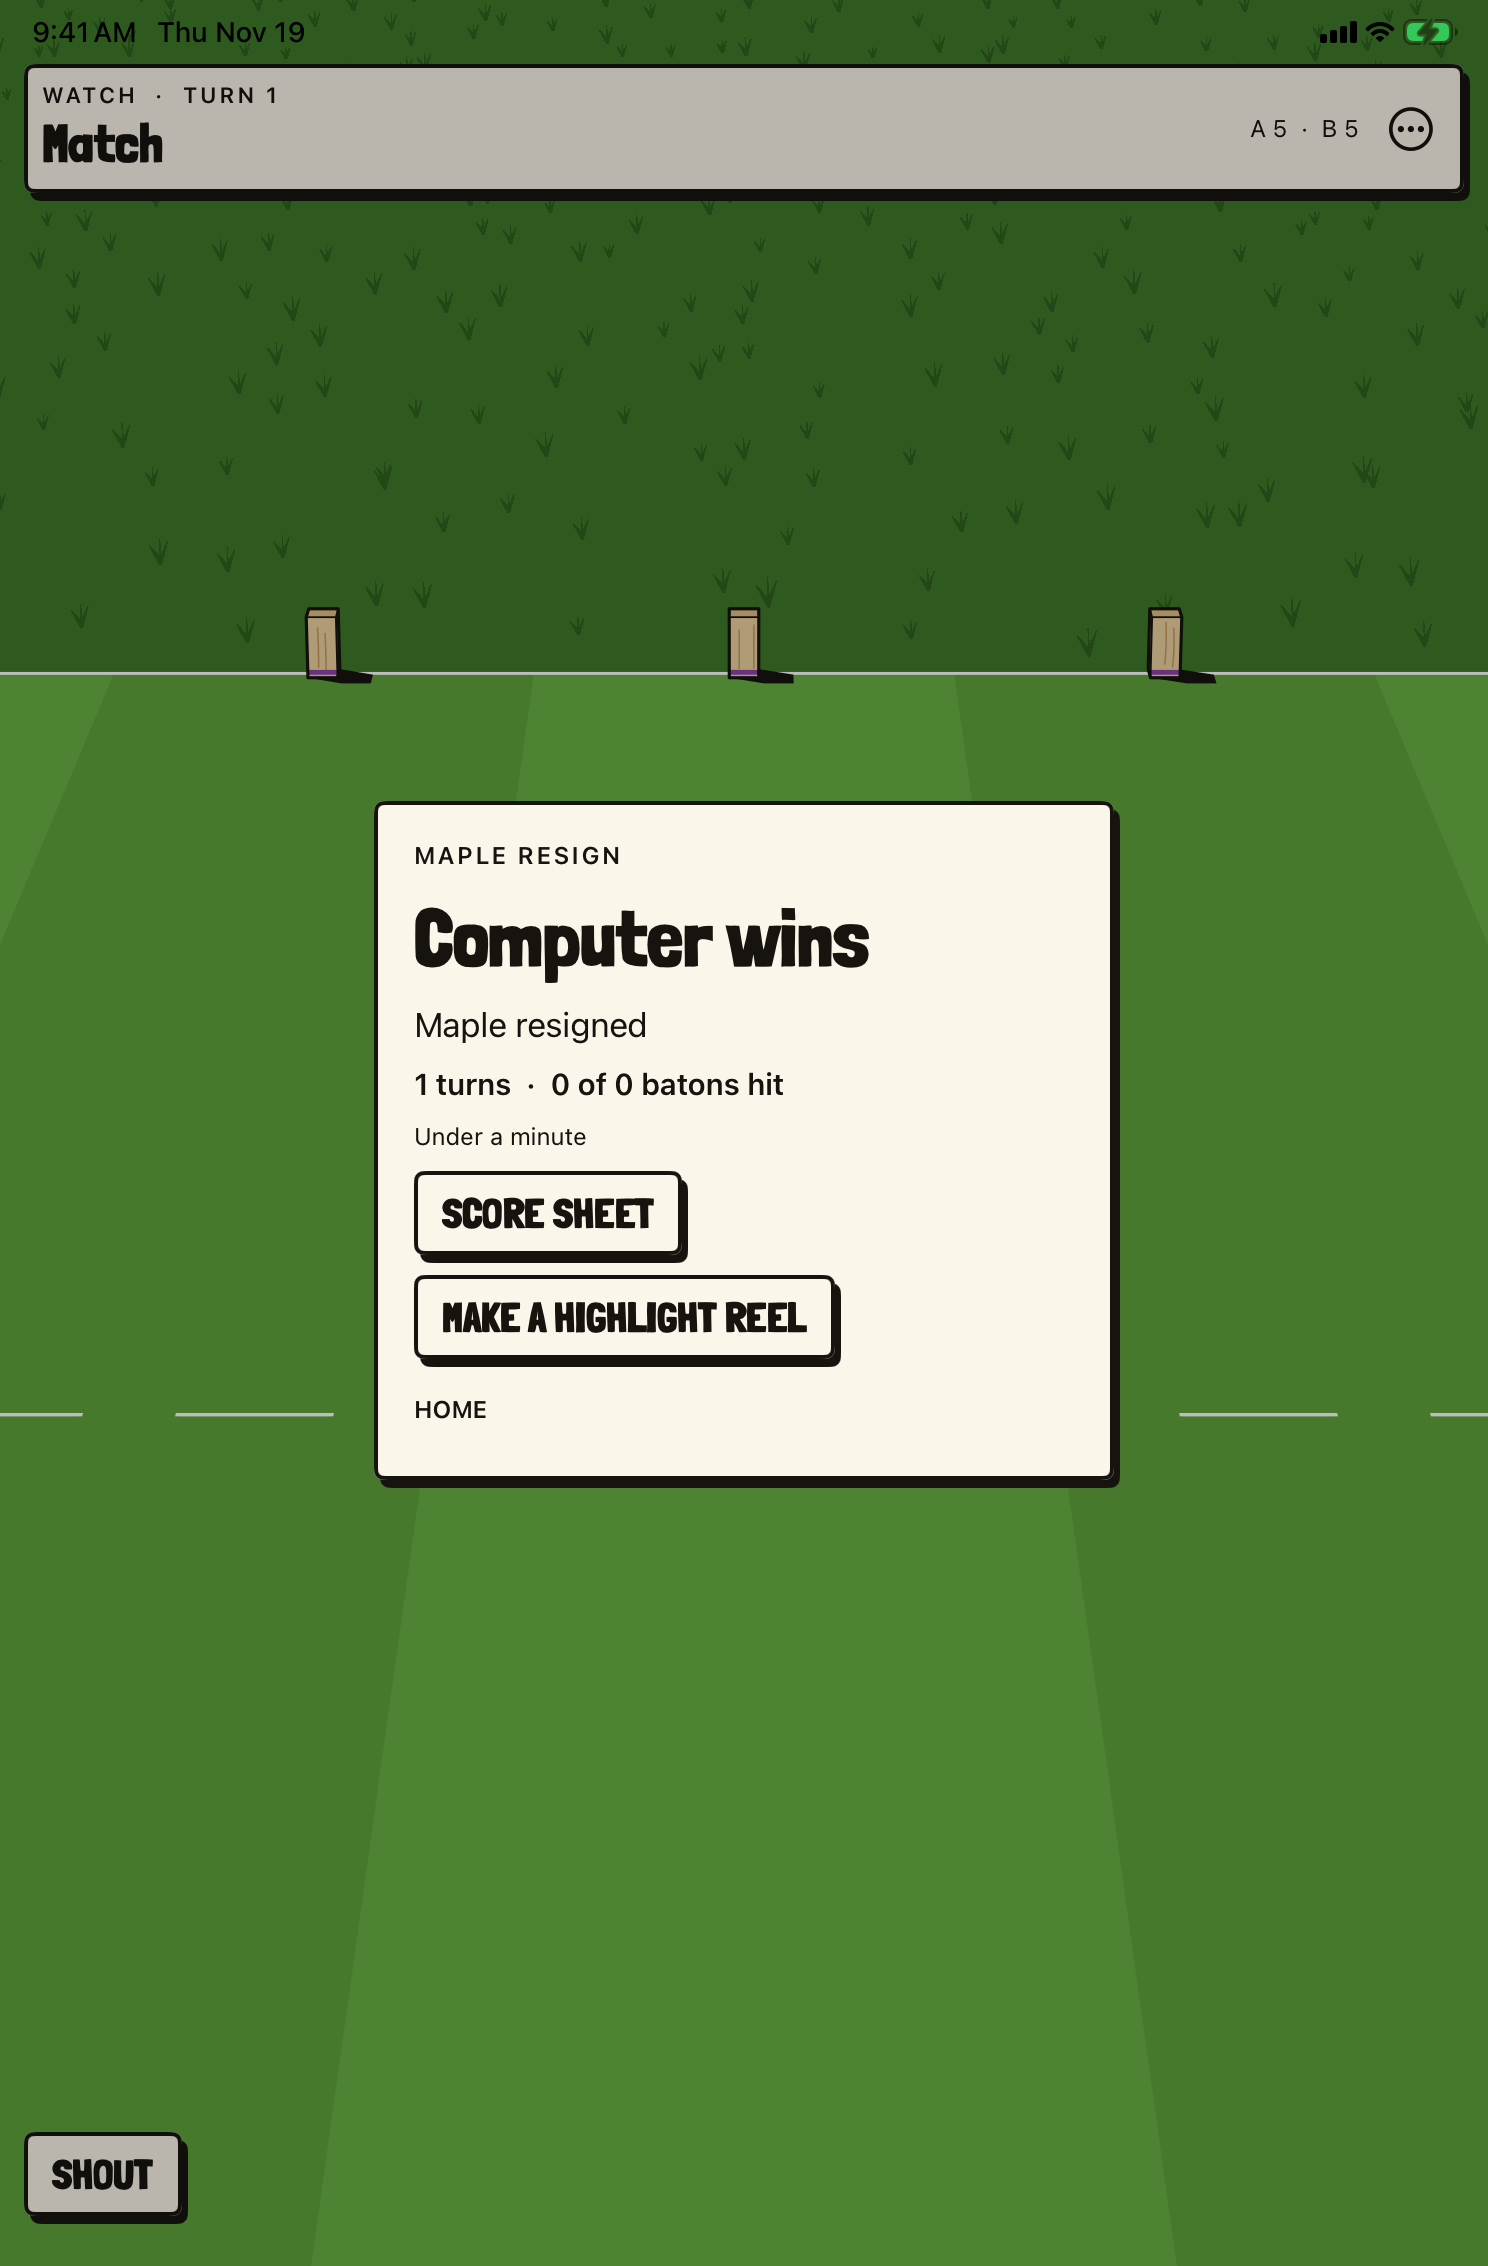 9:41 AM Thu Nov 19
WATCH · TURN 1
Match
A 5 · B 5
MAPLE RESIGN
Computer wins
Maple resigned
1 turns · 0 of 0 batons hit
Under a minute
SCORE SHEET
MAKE A HIGHLIGHT REEL
HOME
SHOUT